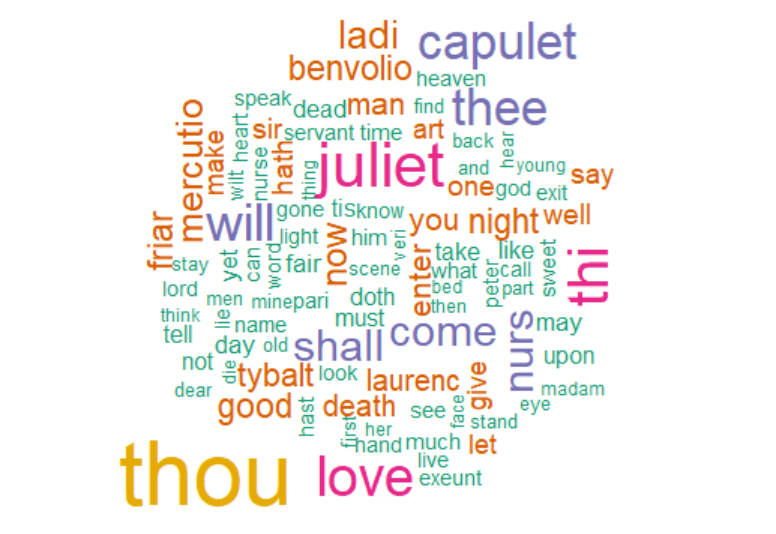 ladi capulet
benvolio heaven
speak dead man find thee
mercutio make wilt heart sir servant time art back hear
nurse hath thing juliet and young say
one god exit
friar will gone tis know you night well
light now him veri enter take like
stay yet can word fair scene what call sweet thi
lord men mine pari doth bed then peter part
think lie name must shall come nurs may
tell day old
not die tybalt look laurenc give upon
dear good hast death see face eye madam
first her stand
hand much let
thou love live
exeunt